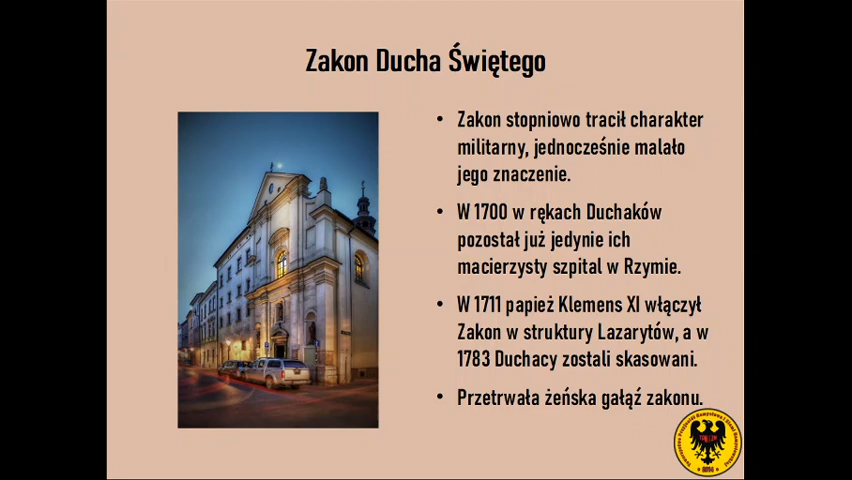 Zakon Ducha Świętego
• Zakon stopniowo tracił charakter
militarny, jednocześnie malało
jego znaczenie.
• W 1700 w rękach Duchaków
pozostał już jedynie ich
macierzysty szpital w Rzymie.
• W 1711 papież Klemens XI włączył
Zakon w struktury Lazarytów, a w
1783 Duchacy zostali skasowani.
• Przetrwała żeńska gałąź zakonu.